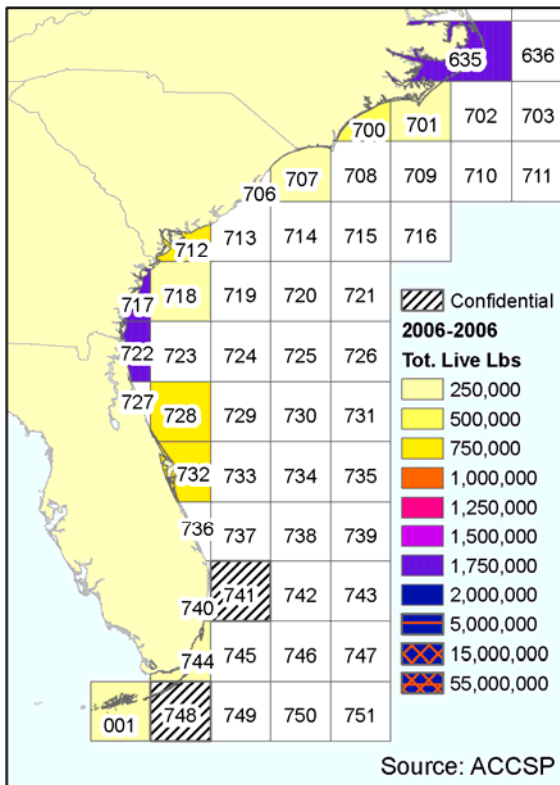 635 636
700 701 702 703
706 707 708 709 710 711
712 713 714 715 716
717 718 719 720 721
722 723 724 725 726
727 728 729 730 731
732 733 734 735
736 737 738 739
740 741 742 743
744 745 746 747
001 748 749 750 751
Confidential
2006-2006
Tot. Live Lbs
250,000
500,000
750,000
1,000,000
1,250,000
1,500,000
1,750,000
2,000,000
5,000,000
15,000,000
55,000,000
Source: ACCSP